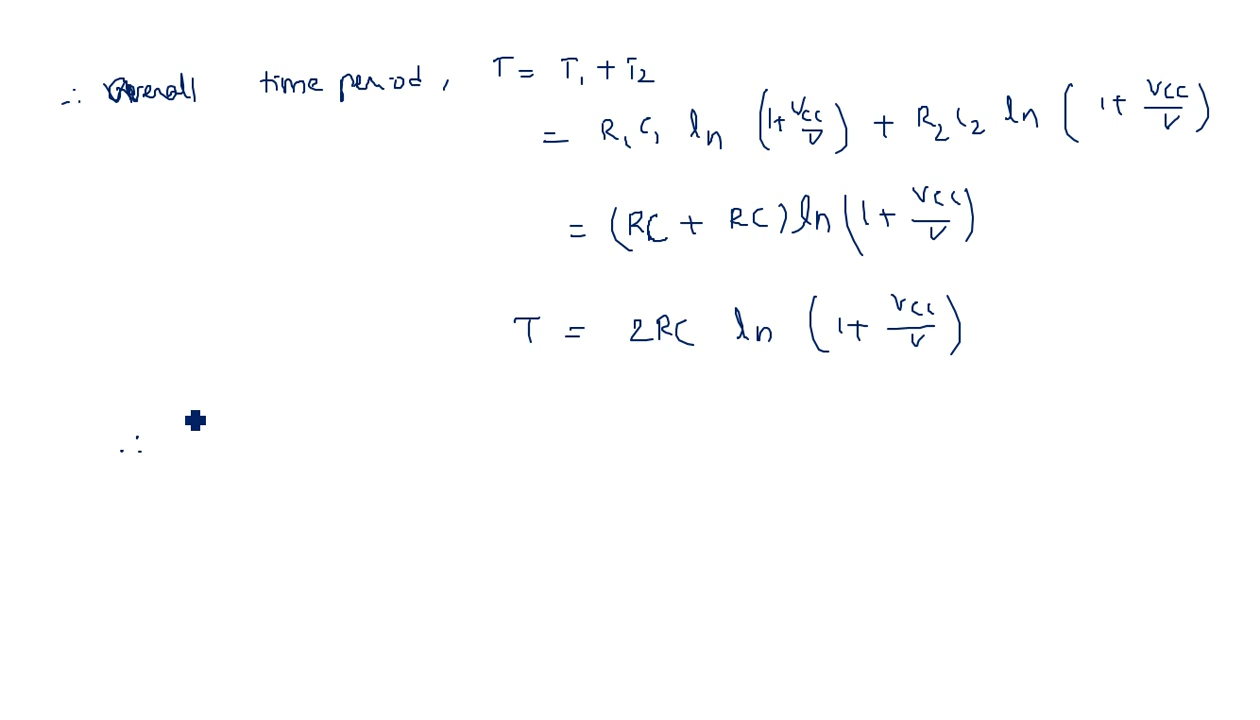 ∴ Overall time period, T = T₁ + T₂
= R₁C₁ ln (1 + VCC/V) + R₂C₂ ln (1 + VCC/V)
= (RC + RC) ln (1 + VCC/V)
T = 2RC ln (1 + VCC/V)
∴